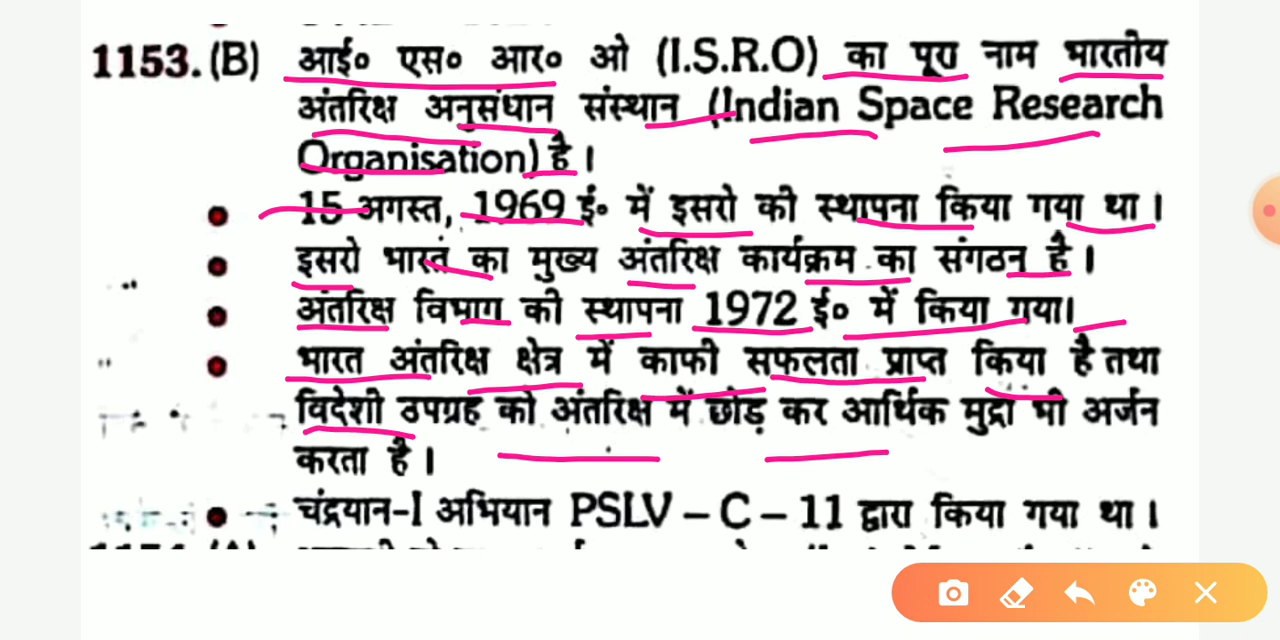 1153. (B) आई० एस० आर० ओ (I.S.R.O) का पूरा नाम भारतीय
अंतरिक्ष अनुसंधान संस्थान (Indian Space Research
Organisation) है।
• 15 अगस्त, 1969 ई० में इसरो की स्थापना किया गया था।
• इसरो भारत का मुख्य अंतरिक्ष कार्यक्रम का संगठन है।
• अंतरिक्ष विभाग की स्थापना 1972 ई० में किया गया।
• भारत अंतरिक्ष क्षेत्र में काफी सफलता प्राप्त किया है तथा
विदेशी उपग्रह को अंतरिक्ष में छोड़ कर आर्थिक मुद्रा भी अर्जन
करता है।
• चंद्रयान-I अभियान PSLV – C – 11 द्वारा किया गया था।